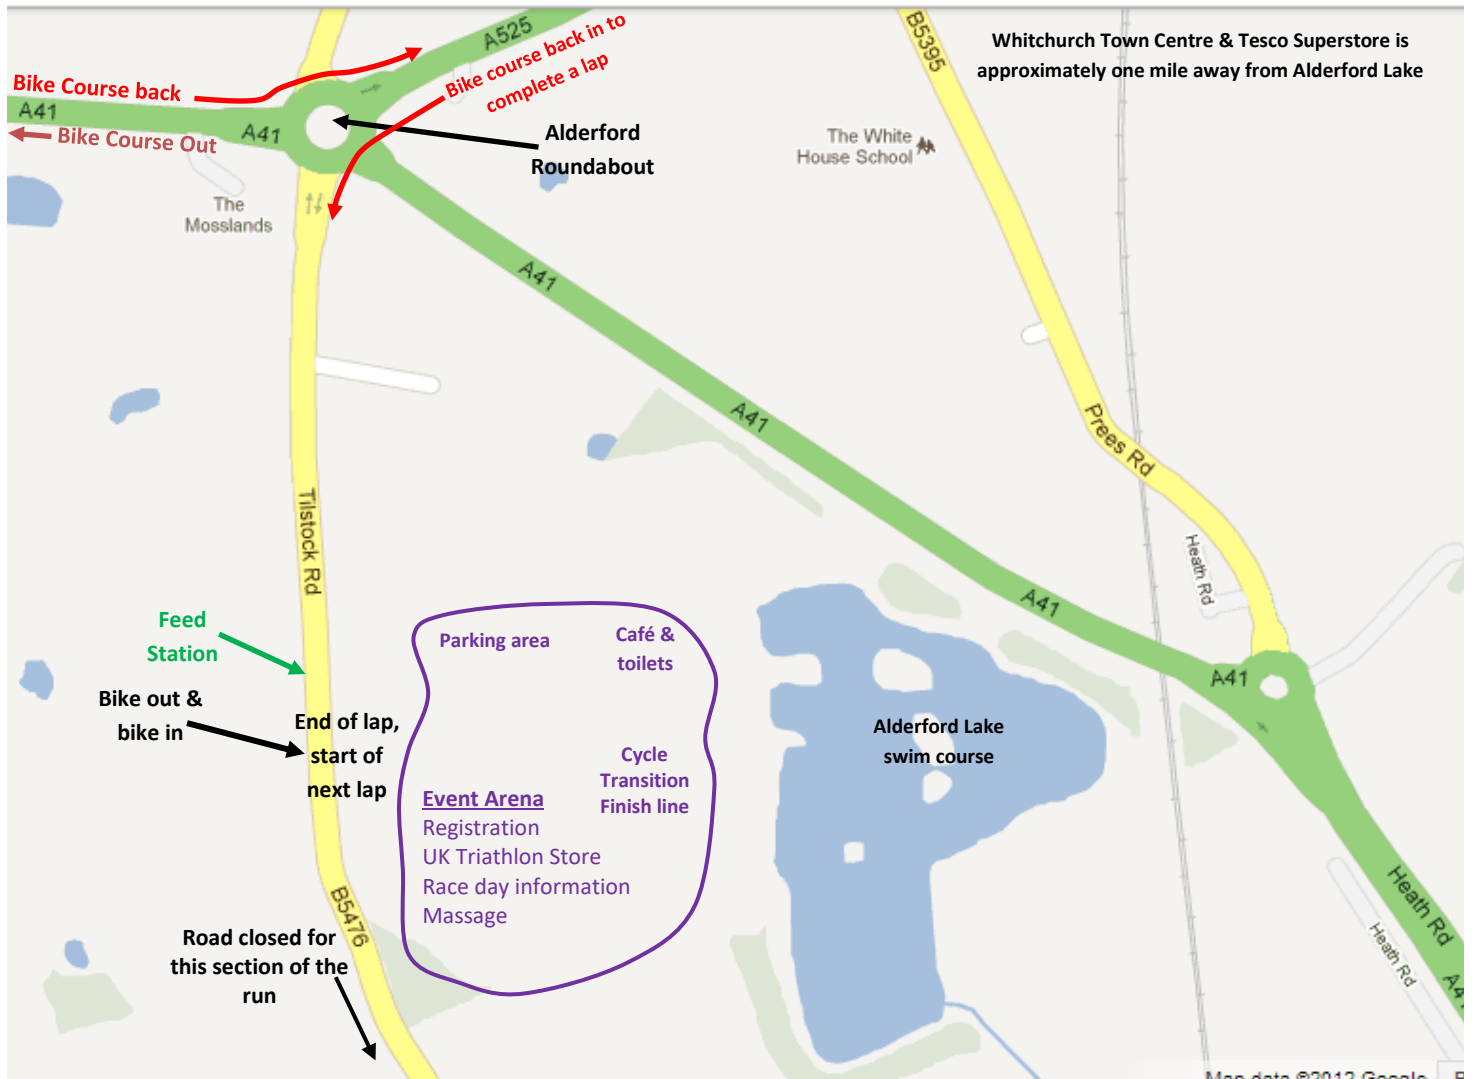 A525
Bike course back in to
complete a lap
B5395
Whitchurch Town Centre & Tesco Superstore is
approximately one mile away from Alderford Lake
Bike Course back
A41
Bike Course Out
A41
Alderford
Roundabout
The White
House School
The
Mosslands
A41
A41
Prees Rd
Tilstock Rd
Heath Rd
A41
Feed
Station
Parking area
Café &
toilets
A41
Bike out &
bike in
End of lap,
start of
next lap
Alderford Lake
swim course
Cycle
Transition
Finish line
Event Arena
Registration
UK Triathlon Store
Race day information
Massage
B5476
Heath Rd
Heath Rd
Road closed for
this section of the
run
Map data ©2012 Google